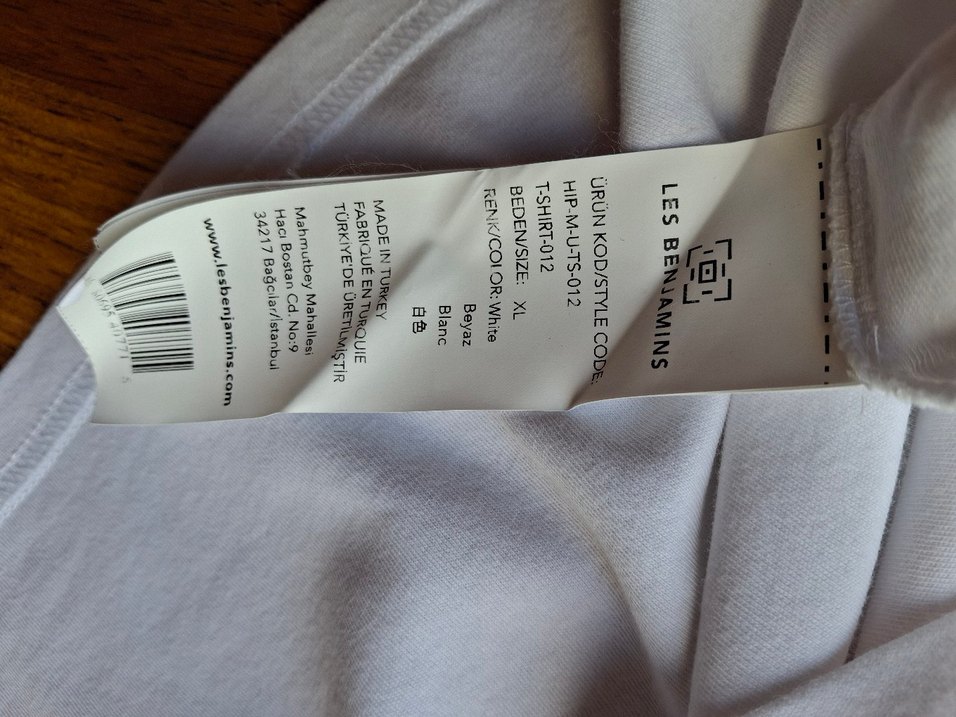 LES BENJAMINS
ÜRÜN KOD/STYLE CODE:
HIP-M-U-TS-012
T-SHIRT-012
BEDEN/SIZE: XL
RENK/COLOR: White
Beyaz
Blanc
白色
MADE IN TURKEY
FABRIQUÉ EN TURQUIE
TÜRKİYE'DE ÜRETİLMİŞTİR
Mahmutbey Mahallesi
Hacı Bostan Cd. No:9
34217 Bağcılar/İstanbul
www.lesbenjamins.com